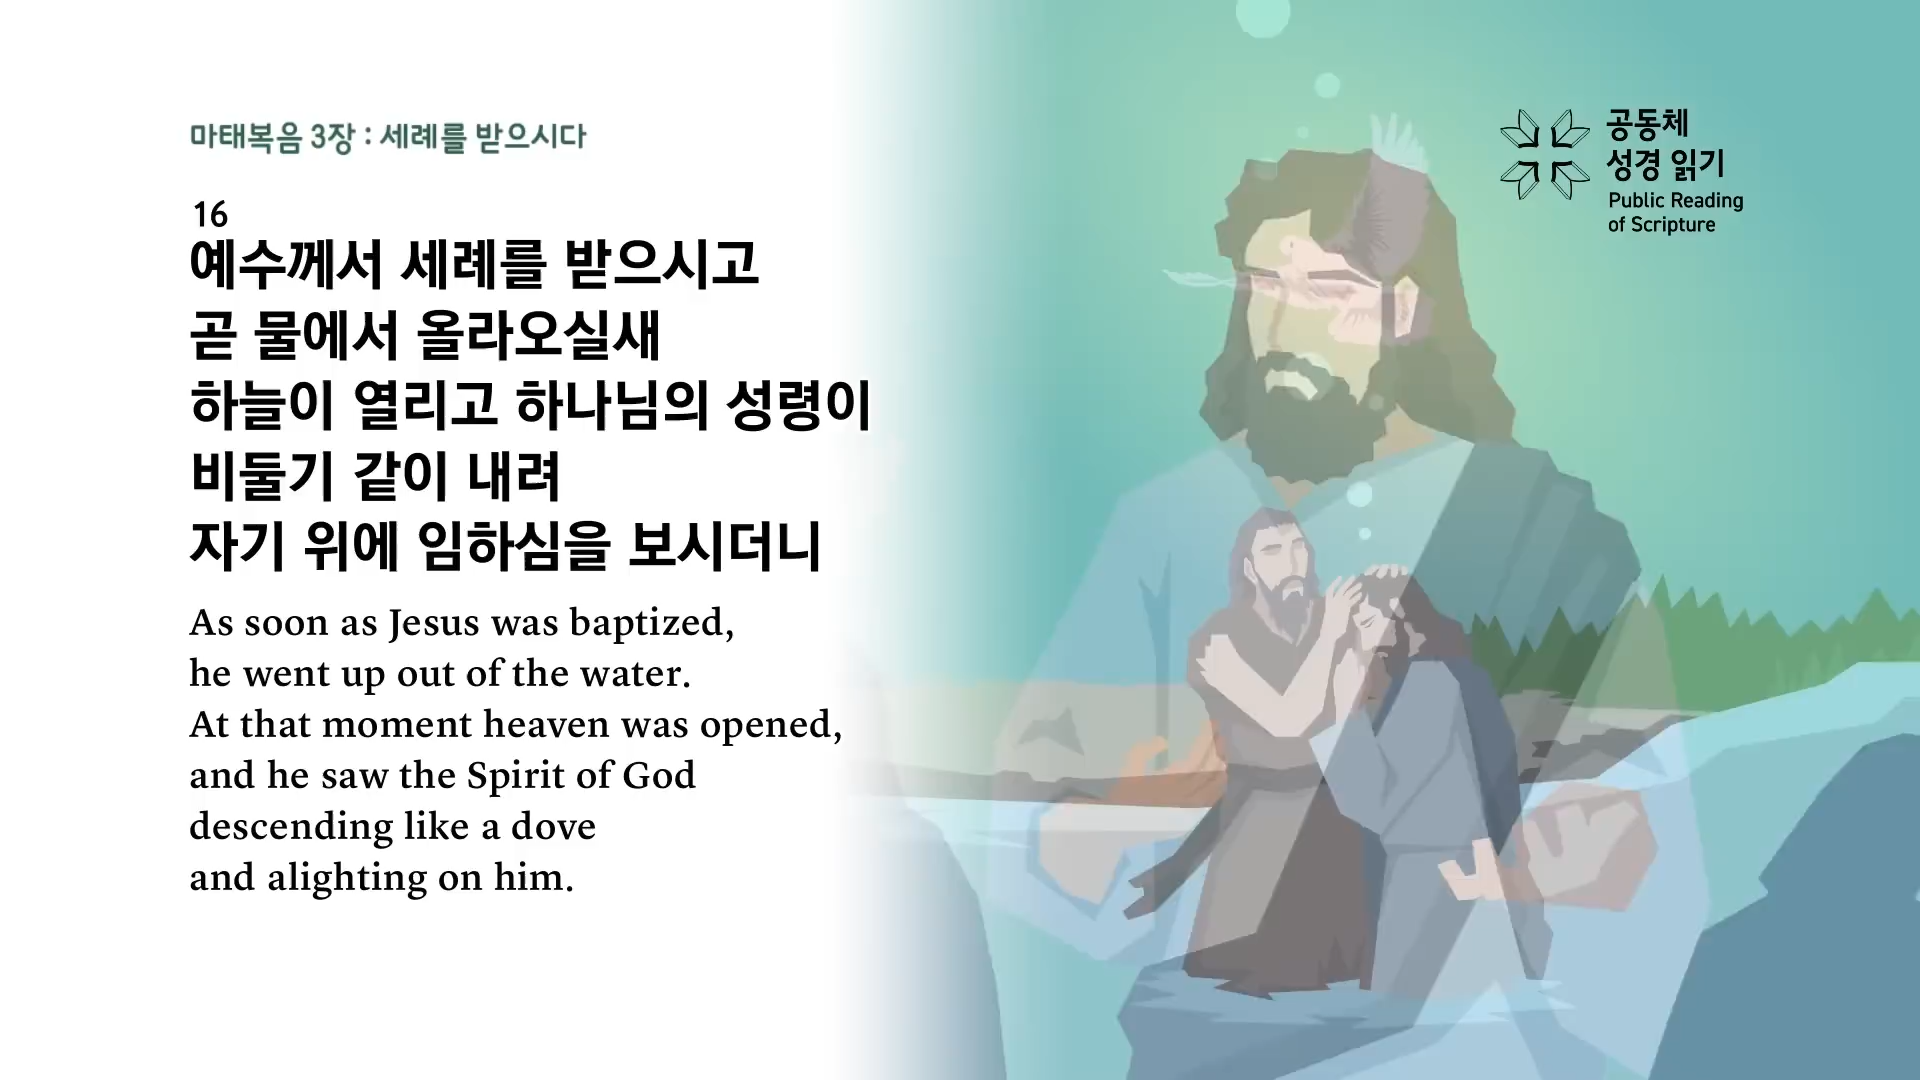 마태복음 3장 : 세례를 받으시다
16
예수께서 세례를 받으시고
곧 물에서 올라오실새
하늘이 열리고 하나님의 성령이
비둘기 같이 내려
자기 위에 임하심을 보시더니
As soon as Jesus was baptized,
he went up out of the water.
At that moment heaven was opened,
and he saw the Spirit of God
descending like a dove
and alighting on him.
공동체
성경 읽기
Public Reading
of Scripture